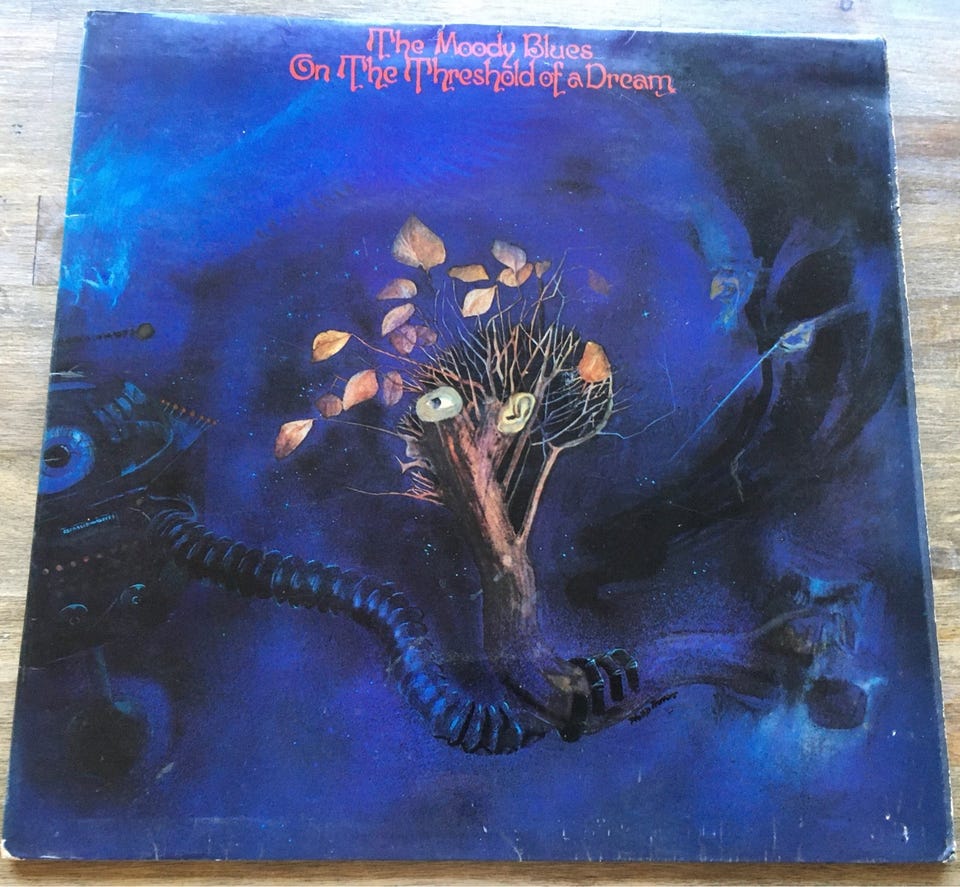 The Moody Blues
On The Threshold of a Dream